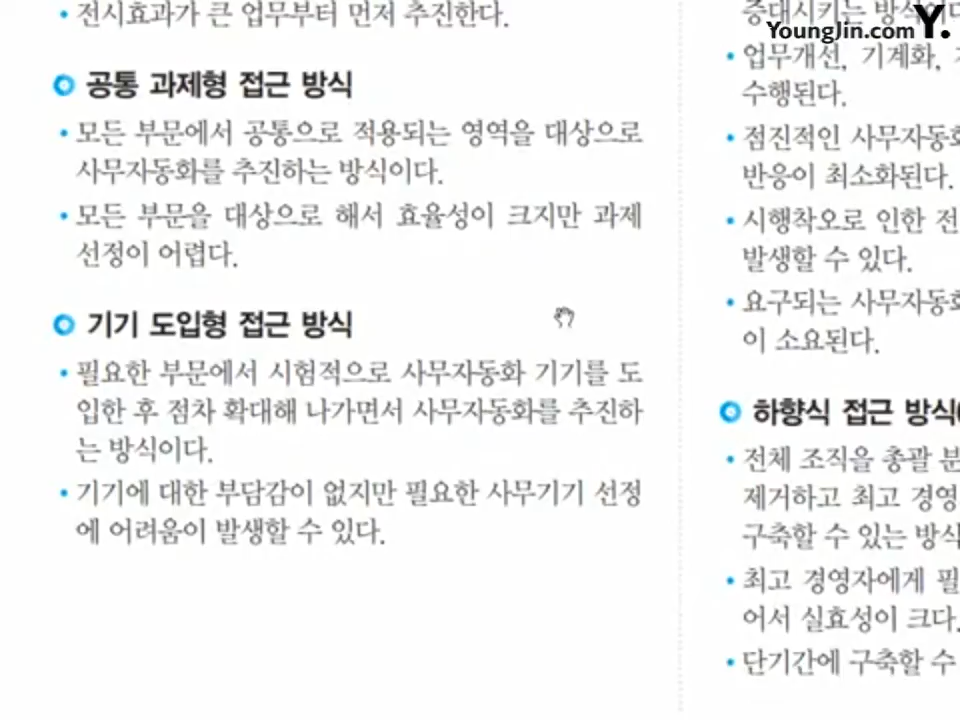 • 전시효과가 큰 업무부터 먼저 추진한다.
공통 과제형 접근 방식
• 모든 부문에서 공통으로 적용되는 영역을 대상으로
사무자동화를 추진하는 방식이다.
• 모든 부문을 대상으로 해서 효율성이 크지만 과제
선정이 어렵다.
기기 도입형 접근 방식
• 필요한 부문에서 시험적으로 사무자동화 기기를 도
입한 후 점차 확대해 나가면서 사무자동화를 추진하
는 방식이다.
• 기기에 대한 부담감이 없지만 필요한 사무기기 선정
에 어려움이 발생할 수 있다.
YoungJin.com Y.
증대시키는 방식이다
• 업무개선, 기계화,
수행된다.
• 점진적인 사무자동화
반응이 최소화된다.
• 시행착오로 인한 전
발생할 수 있다.
• 요구되는 사무자동화
이 소요된다.
하향식 접근 방식(
• 전체 조직을 총괄 분
제거하고 최고 경영
구축할 수 있는 방식
• 최고 경영자에게 필
어서 실효성이 크다.
• 단기간에 구축할 수